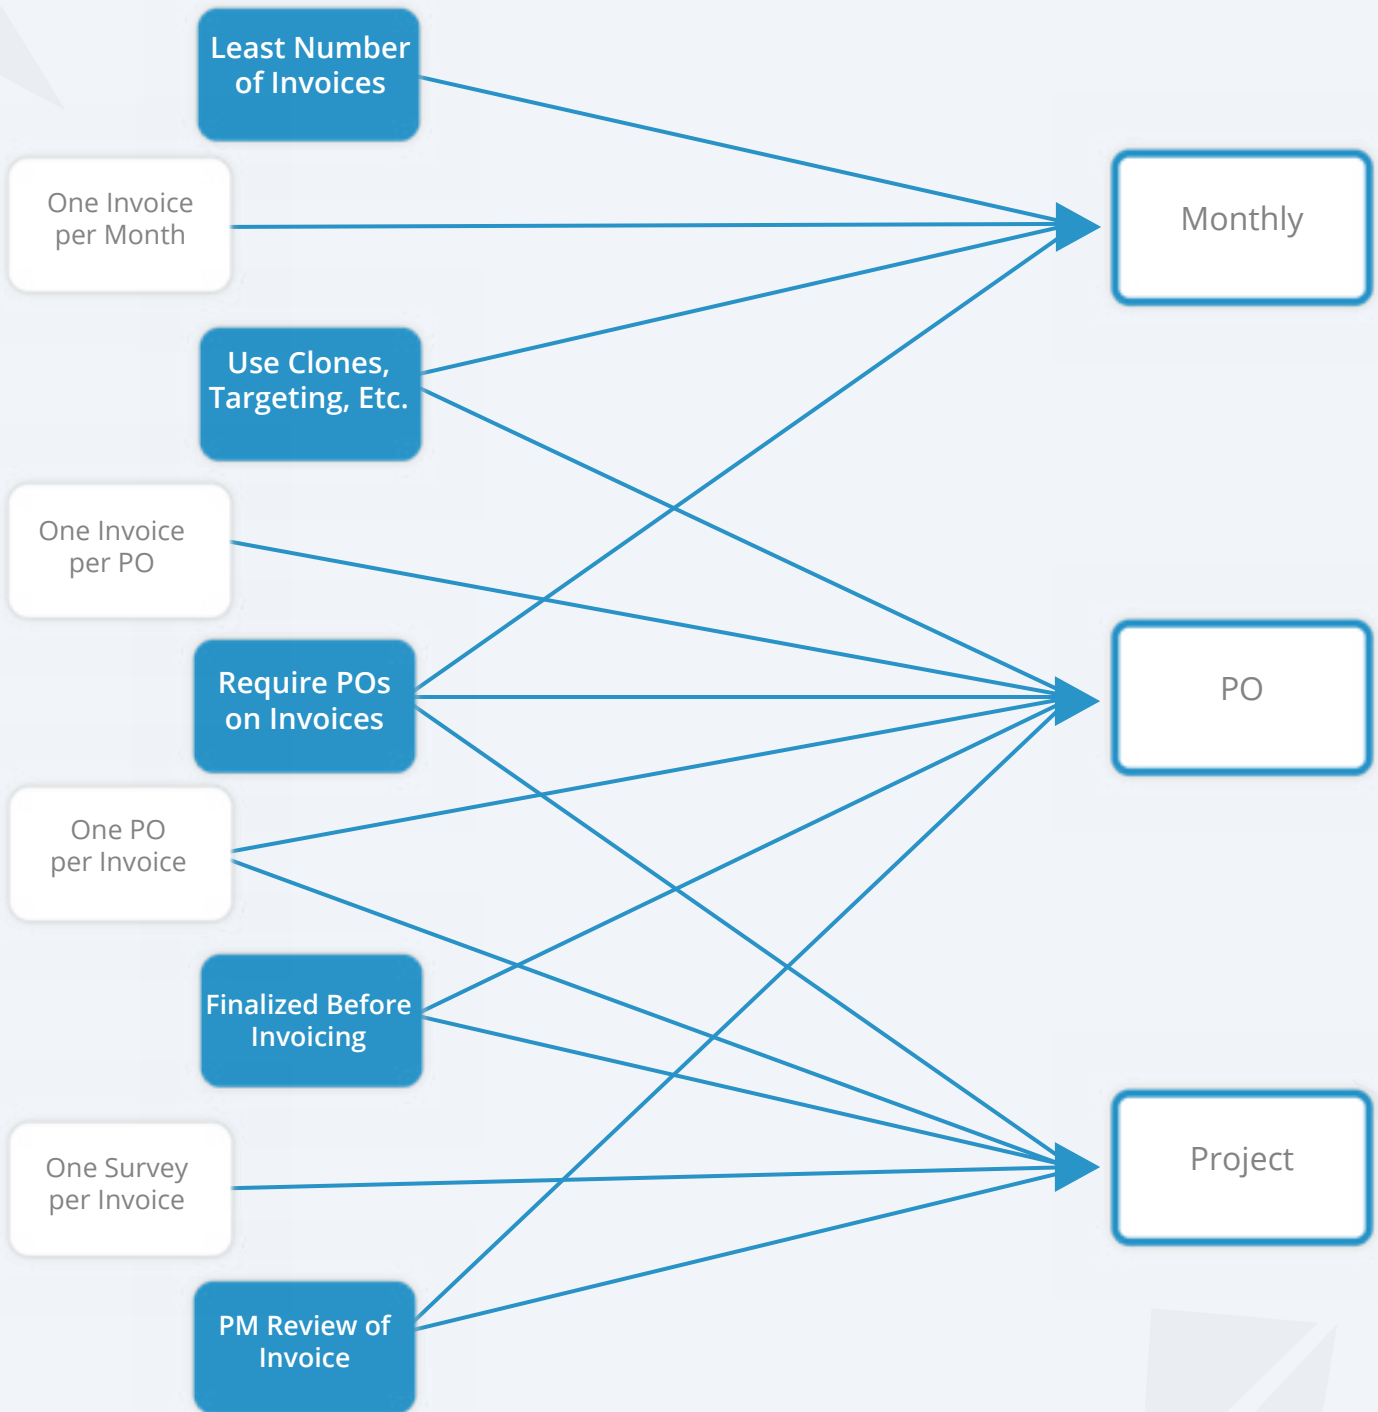 Least Number
of Invoices
One Invoice
per Month
Monthly
Use Clones,
Targeting, Etc.
One Invoice
per PO
Require POs
on Invoices
PO
One PO
per Invoice
Finalized Before
Invoicing
One Survey
per Invoice
Project
PM Review of
Invoice